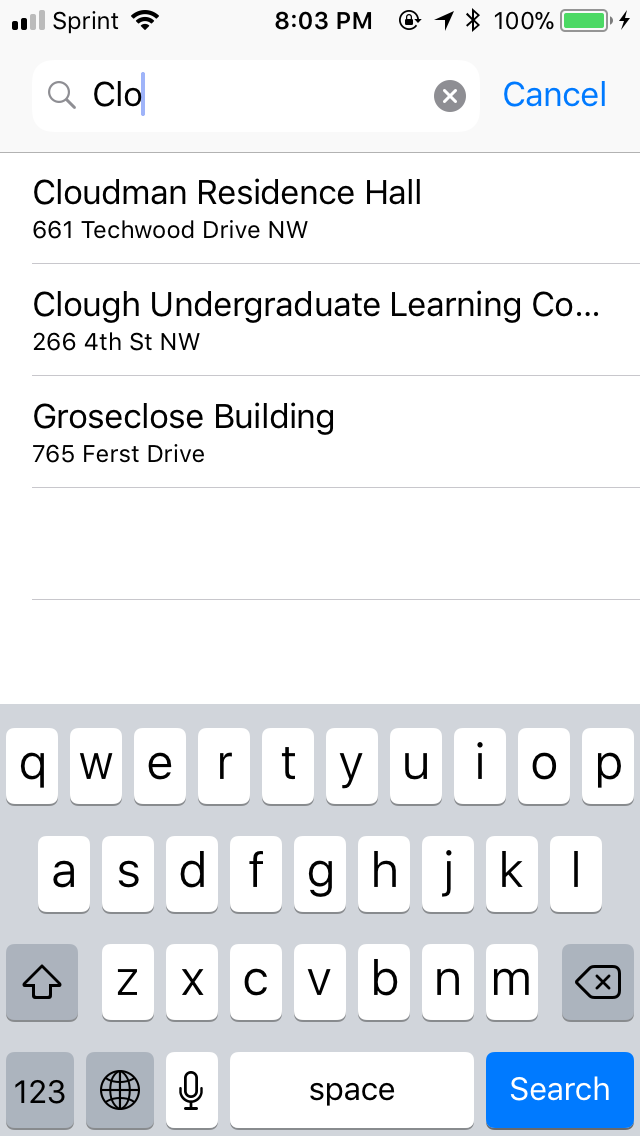 Sprint 8:03 PM 100%
Clo Cancel
Cloudman Residence Hall
661 Techwood Drive NW
Clough Undergraduate Learning Co...
266 4th St NW
Groseclose Building
765 Ferst Drive
q w e r t y u i o p
a s d f g h j k l
z x c v b n m
123 space Search